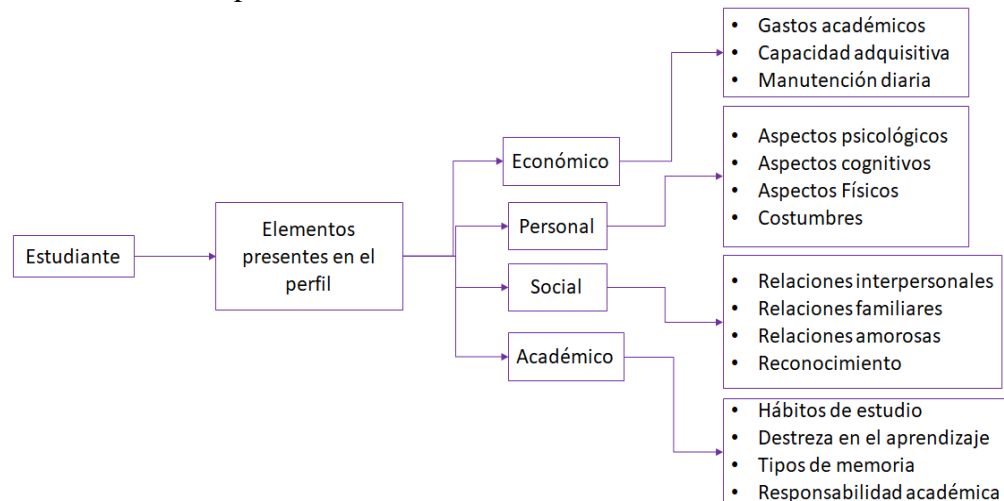 Estudiante
Elementos
presentes en el
perfil
Económico
Personal
Social
Académico
• Gastos académicos
• Capacidad adquisitiva
• Manutención diaria
• Aspectos psicológicos
• Aspectos cognitivos
• Aspectos Físicos
• Costumbres
• Relaciones interpersonales
• Relaciones familiares
• Relaciones amorosas
• Reconocimiento
• Hábitos de estudio
• Destreza en el aprendizaje
• Tipos de memoria
• Responsabilidad académica